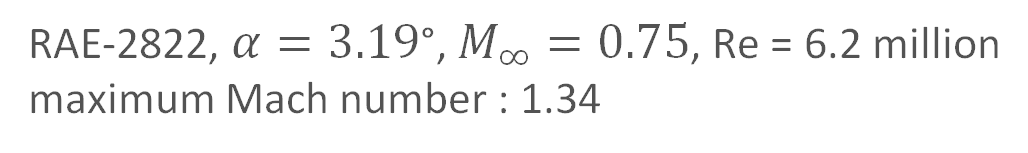 RAE-2822, α = 3.19°, M∞ = 0.75, Re = 6.2 million
maximum Mach number : 1.34